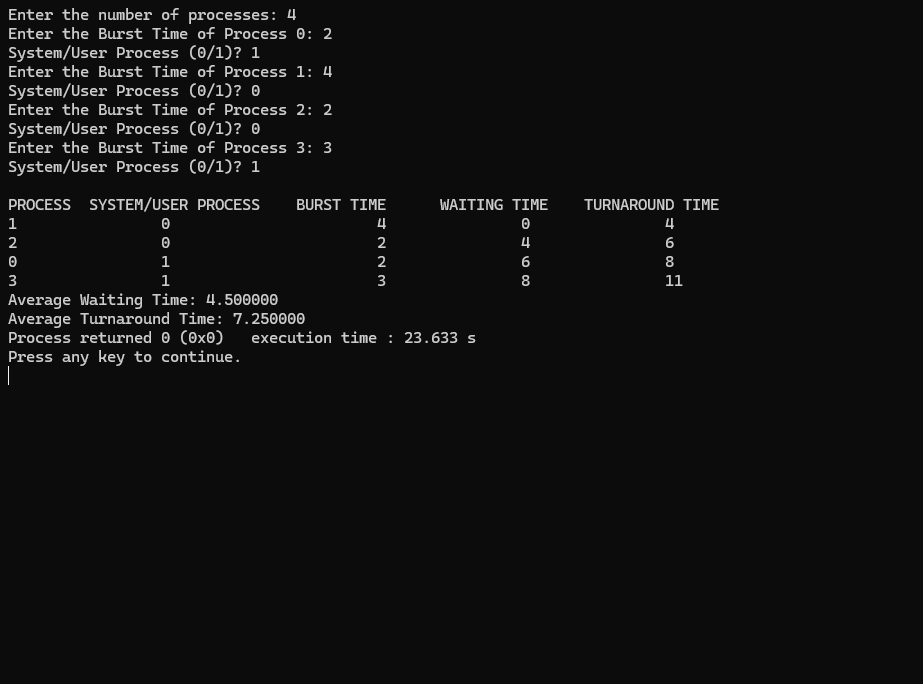 Enter the number of processes: 4
Enter the Burst Time of Process 0: 2
System/User Process (0/1)? 1
Enter the Burst Time of Process 1: 4
System/User Process (0/1)? 0
Enter the Burst Time of Process 2: 2
System/User Process (0/1)? 0
Enter the Burst Time of Process 3: 3
System/User Process (0/1)? 1

PROCESS  SYSTEM/USER PROCESS    BURST TIME      WAITING TIME    TURNAROUND TIME
1                0                       4               0               4
2                0                       2               4               6
0                1                       2               6               8
3                1                       3               8               11
Average Waiting Time: 4.500000
Average Turnaround Time: 7.250000
Process returned 0 (0x0)   execution time : 23.633 s
Press any key to continue.